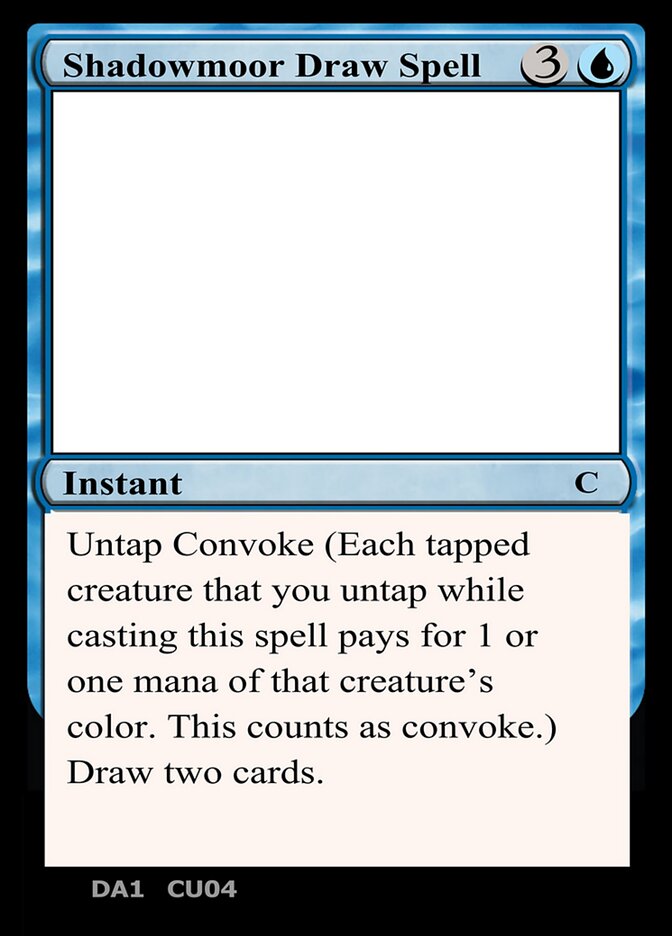 Shadowmoor Draw Spell 3
Instant C
Untap Convoke (Each tapped
creature that you untap while
casting this spell pays for 1 or
one mana of that creature’s
color. This counts as convoke.)
Draw two cards.
DA1 CU04